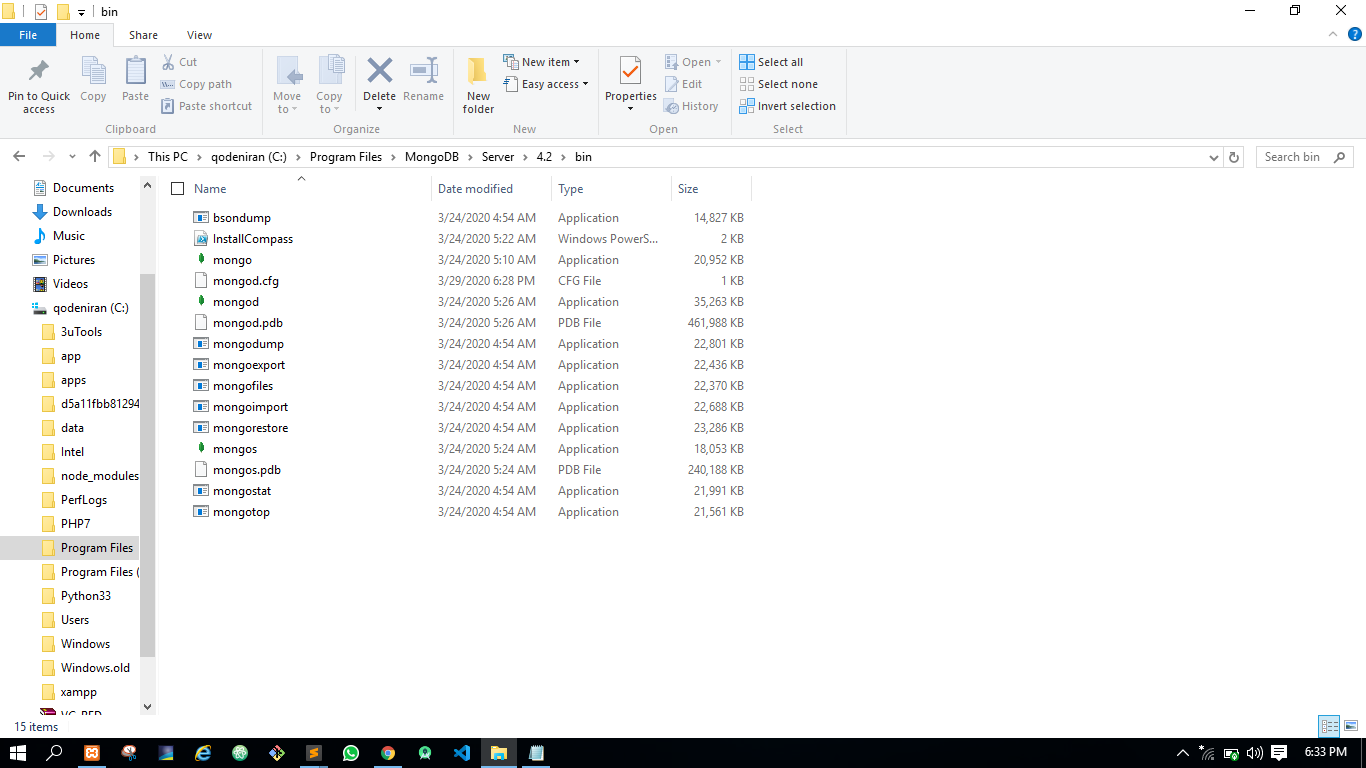 bin
File Home Share View
Pin to Quick access
Copy
Paste
Cut
Copy path
Paste shortcut
Clipboard
Move to
Copy to
Delete
Rename
Organize
New folder
New item
Easy access
New
Properties
Open
Edit
History
Open
Select all
Select none
Invert selection
Select
This PC qodeniran (C:) Program Files MongoDB Server 4.2 bin
Search bin
Documents
Downloads
Music
Pictures
Videos
qodeniran (C:)
3uTools
app
apps
d5a11fbb81294
data
Intel
node_modules
PerfLogs
PHP7
Program Files
Program Files (
Python33
Users
Windows
Windows.old
xampp
Name Date modified Type Size
bsondump 3/24/2020 4:54 AM Application 14,827 KB
InstallCompass 3/24/2020 5:22 AM Windows PowerS... 2 KB
mongo 3/24/2020 5:10 AM Application 20,952 KB
mongod.cfg 3/29/2020 6:28 PM CFG File 1 KB
mongod 3/24/2020 5:26 AM Application 35,263 KB
mongod.pdb 3/24/2020 5:26 AM PDB File 461,988 KB
mongodump 3/24/2020 4:54 AM Application 22,801 KB
mongoexport 3/24/2020 4:54 AM Application 22,436 KB
mongofiles 3/24/2020 4:54 AM Application 22,370 KB
mongoimport 3/24/2020 4:54 AM Application 22,688 KB
mongorestore 3/24/2020 4:54 AM Application 23,286 KB
mongos 3/24/2020 5:24 AM Application 18,053 KB
mongos.pdb 3/24/2020 5:24 AM PDB File 240,188 KB
mongostat 3/24/2020 4:54 AM Application 21,991 KB
mongotop 3/24/2020 4:54 AM Application 21,561 KB
15 items
6:33 PM